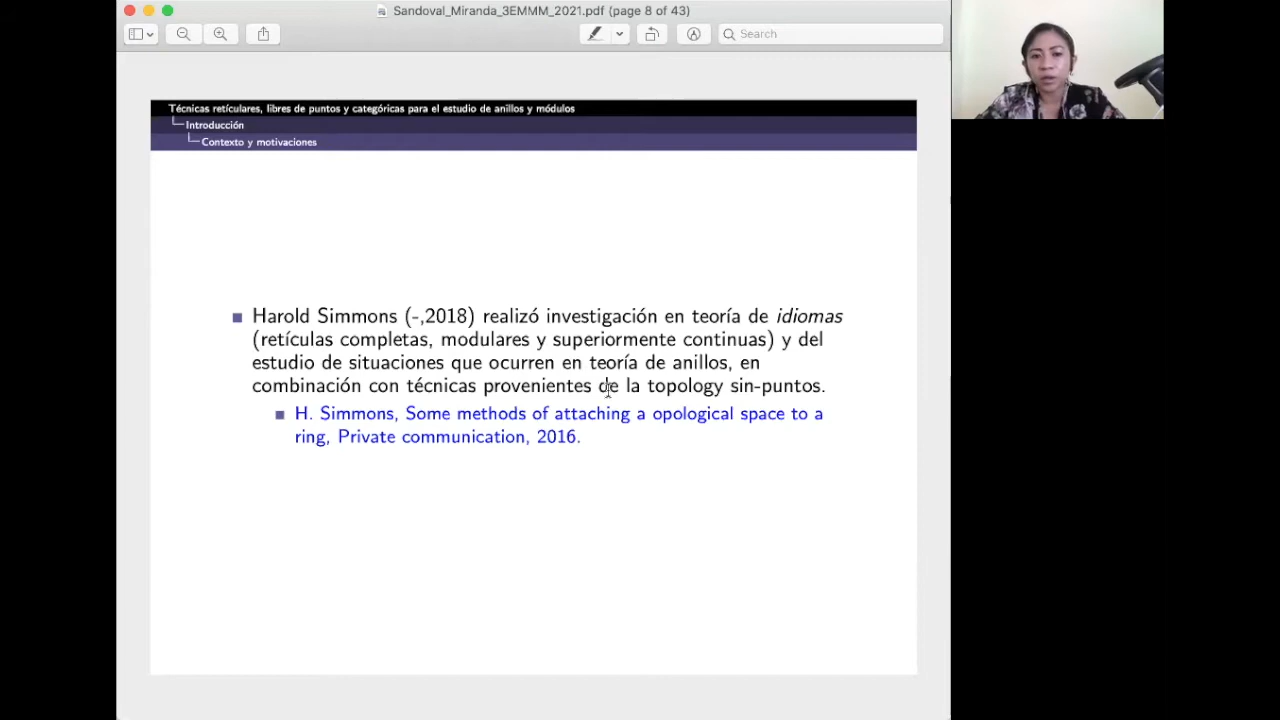 Sandoval_Miranda_3EMMM_2021.pdf (page 8 of 43)
Search
Técnicas retículares, libres de puntos y categóricas para el estudio de anillos y módulos
Introducción
Contexto y motivaciones
Harold Simmons (-,2018) realizó investigación en teoría de idiomas
(retículas completas, modulares y superiormente continuas) y del
estudio de situaciones que ocurren en teoría de anillos, en
combinación con técnicas provenientes de la topology sin-puntos.
H. Simmons, Some methods of attaching a opological space to a
ring, Private communication, 2016.